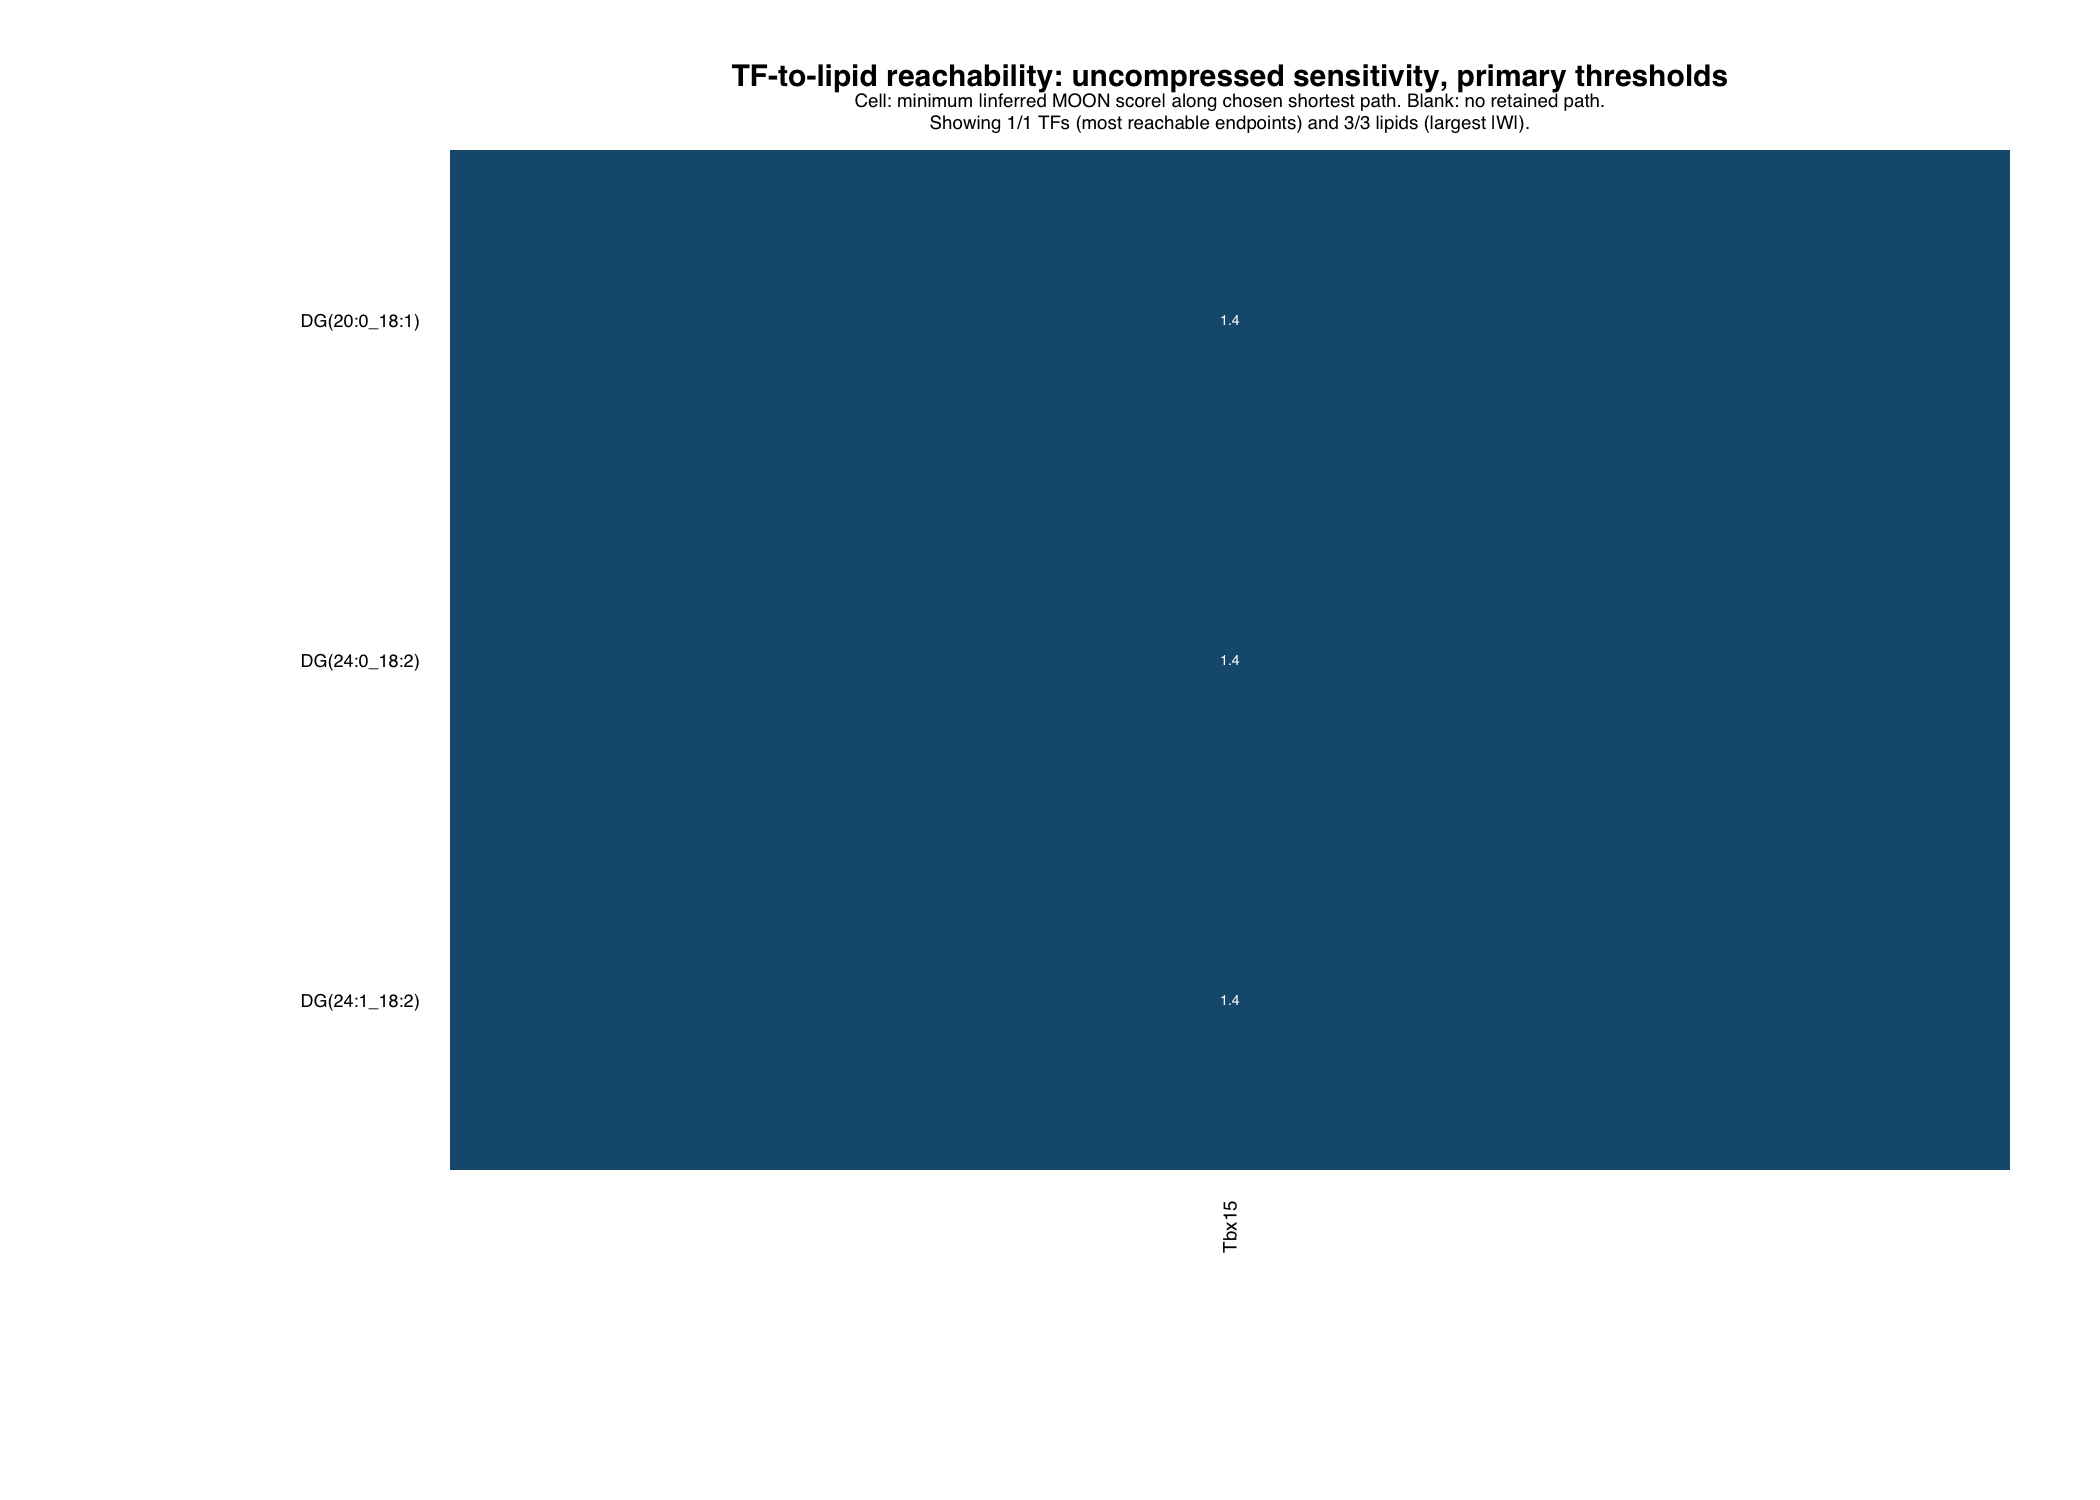 TF-to-lipid reachability: uncompressed sensitivity, primary thresholds
Cell: minimum |inferred MOON score| along chosen shortest path. Blank: no retained path.
Showing 1/1 TFs (most reachable endpoints) and 3/3 lipids (largest |W|).
DG(20:0_18:1)
1.4
DG(24:0_18:2)
1.4
DG(24:1_18:2)
1.4
Tbx15